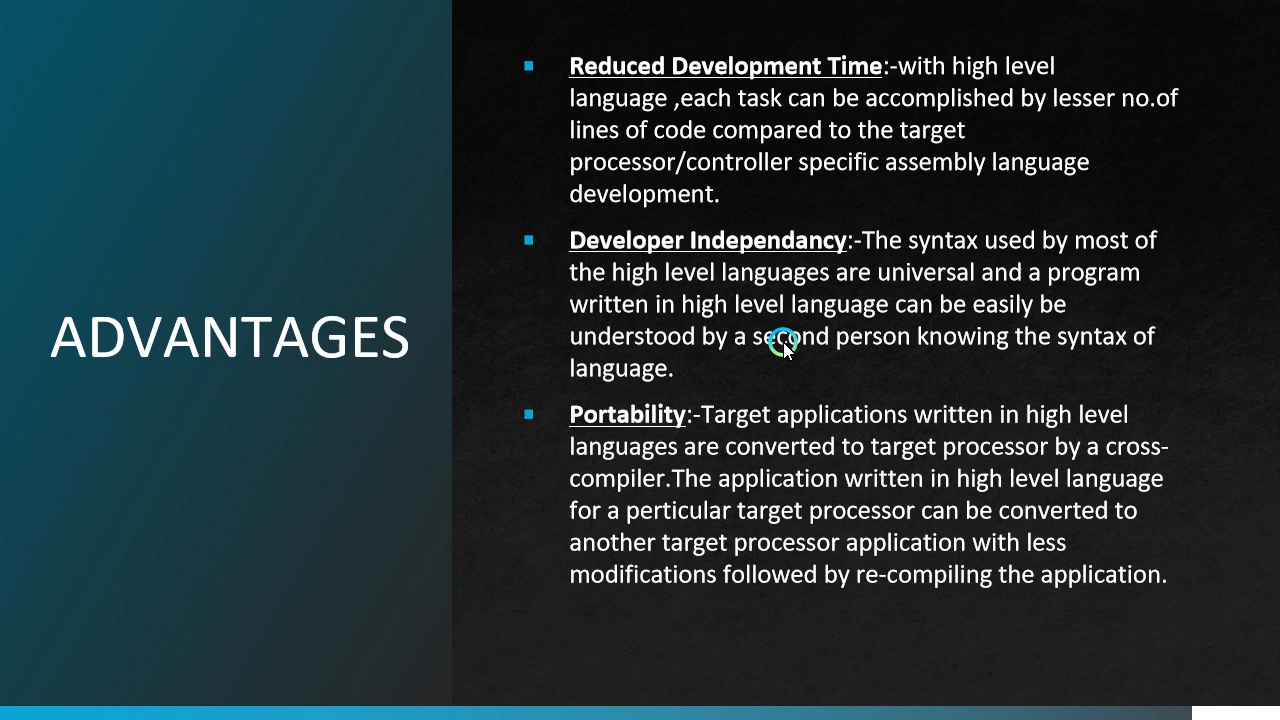 ADVANTAGES
Reduced Development Time:-with high level
language ,each task can be accomplished by lesser no.of
lines of code compared to the target
processor/controller specific assembly language
development.
Developer Independancy:-The syntax used by most of
the high level languages are universal and a program
written in high level language can be easily be
understood by a second person knowing the syntax of
language.
Portability:-Target applications written in high level
languages are converted to target processor by a cross-
compiler.The application written in high level language
for a perticular target processor can be converted to
another target processor application with less
modifications followed by re-compiling the application.